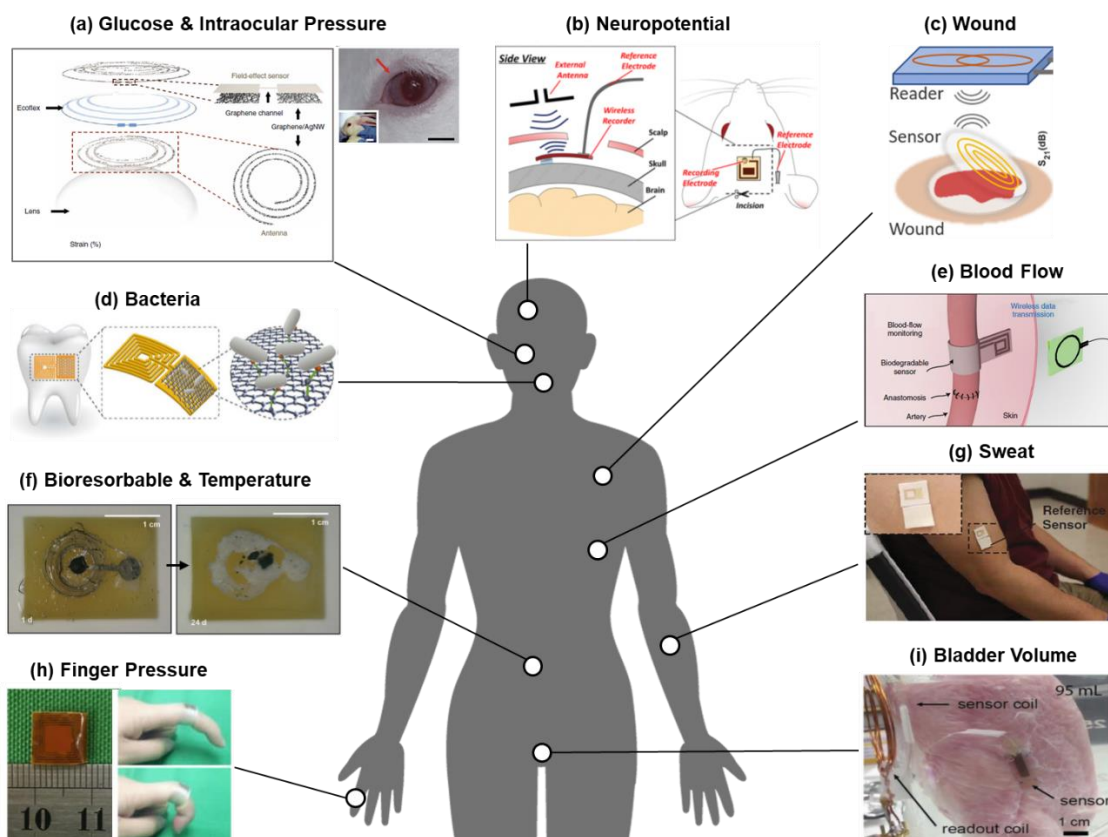 (a) Glucose & Intraocular Pressure
Field-effect sensor
Ecoflex
Graphene channel
Graphene/AgNW
Lens
Antenna
Strain (%)
(b) Neuropotential
Side View
External
Antenna
Reference
Electrode
Wireless
Recorder
Scalp
Skull
Brain
Recording
Electrode
Reference
Electrode
Incision
(c) Wound
Reader
Sensor
S21(dB)
Wound
(d) Bacteria
(e) Blood Flow
Wireless data
transmission
Blood-flow
monitoring
Biodegradable
sensor
Anastomosis
Artery
Skin
(f) Bioresorbable & Temperature
1 cm
1 d
1 cm
24 d
(g) Sweat
Reference
Sensor
(h) Finger Pressure
10 11
(i) Bladder Volume
95 mL
sensor coil
sensor
readout coil
1 cm